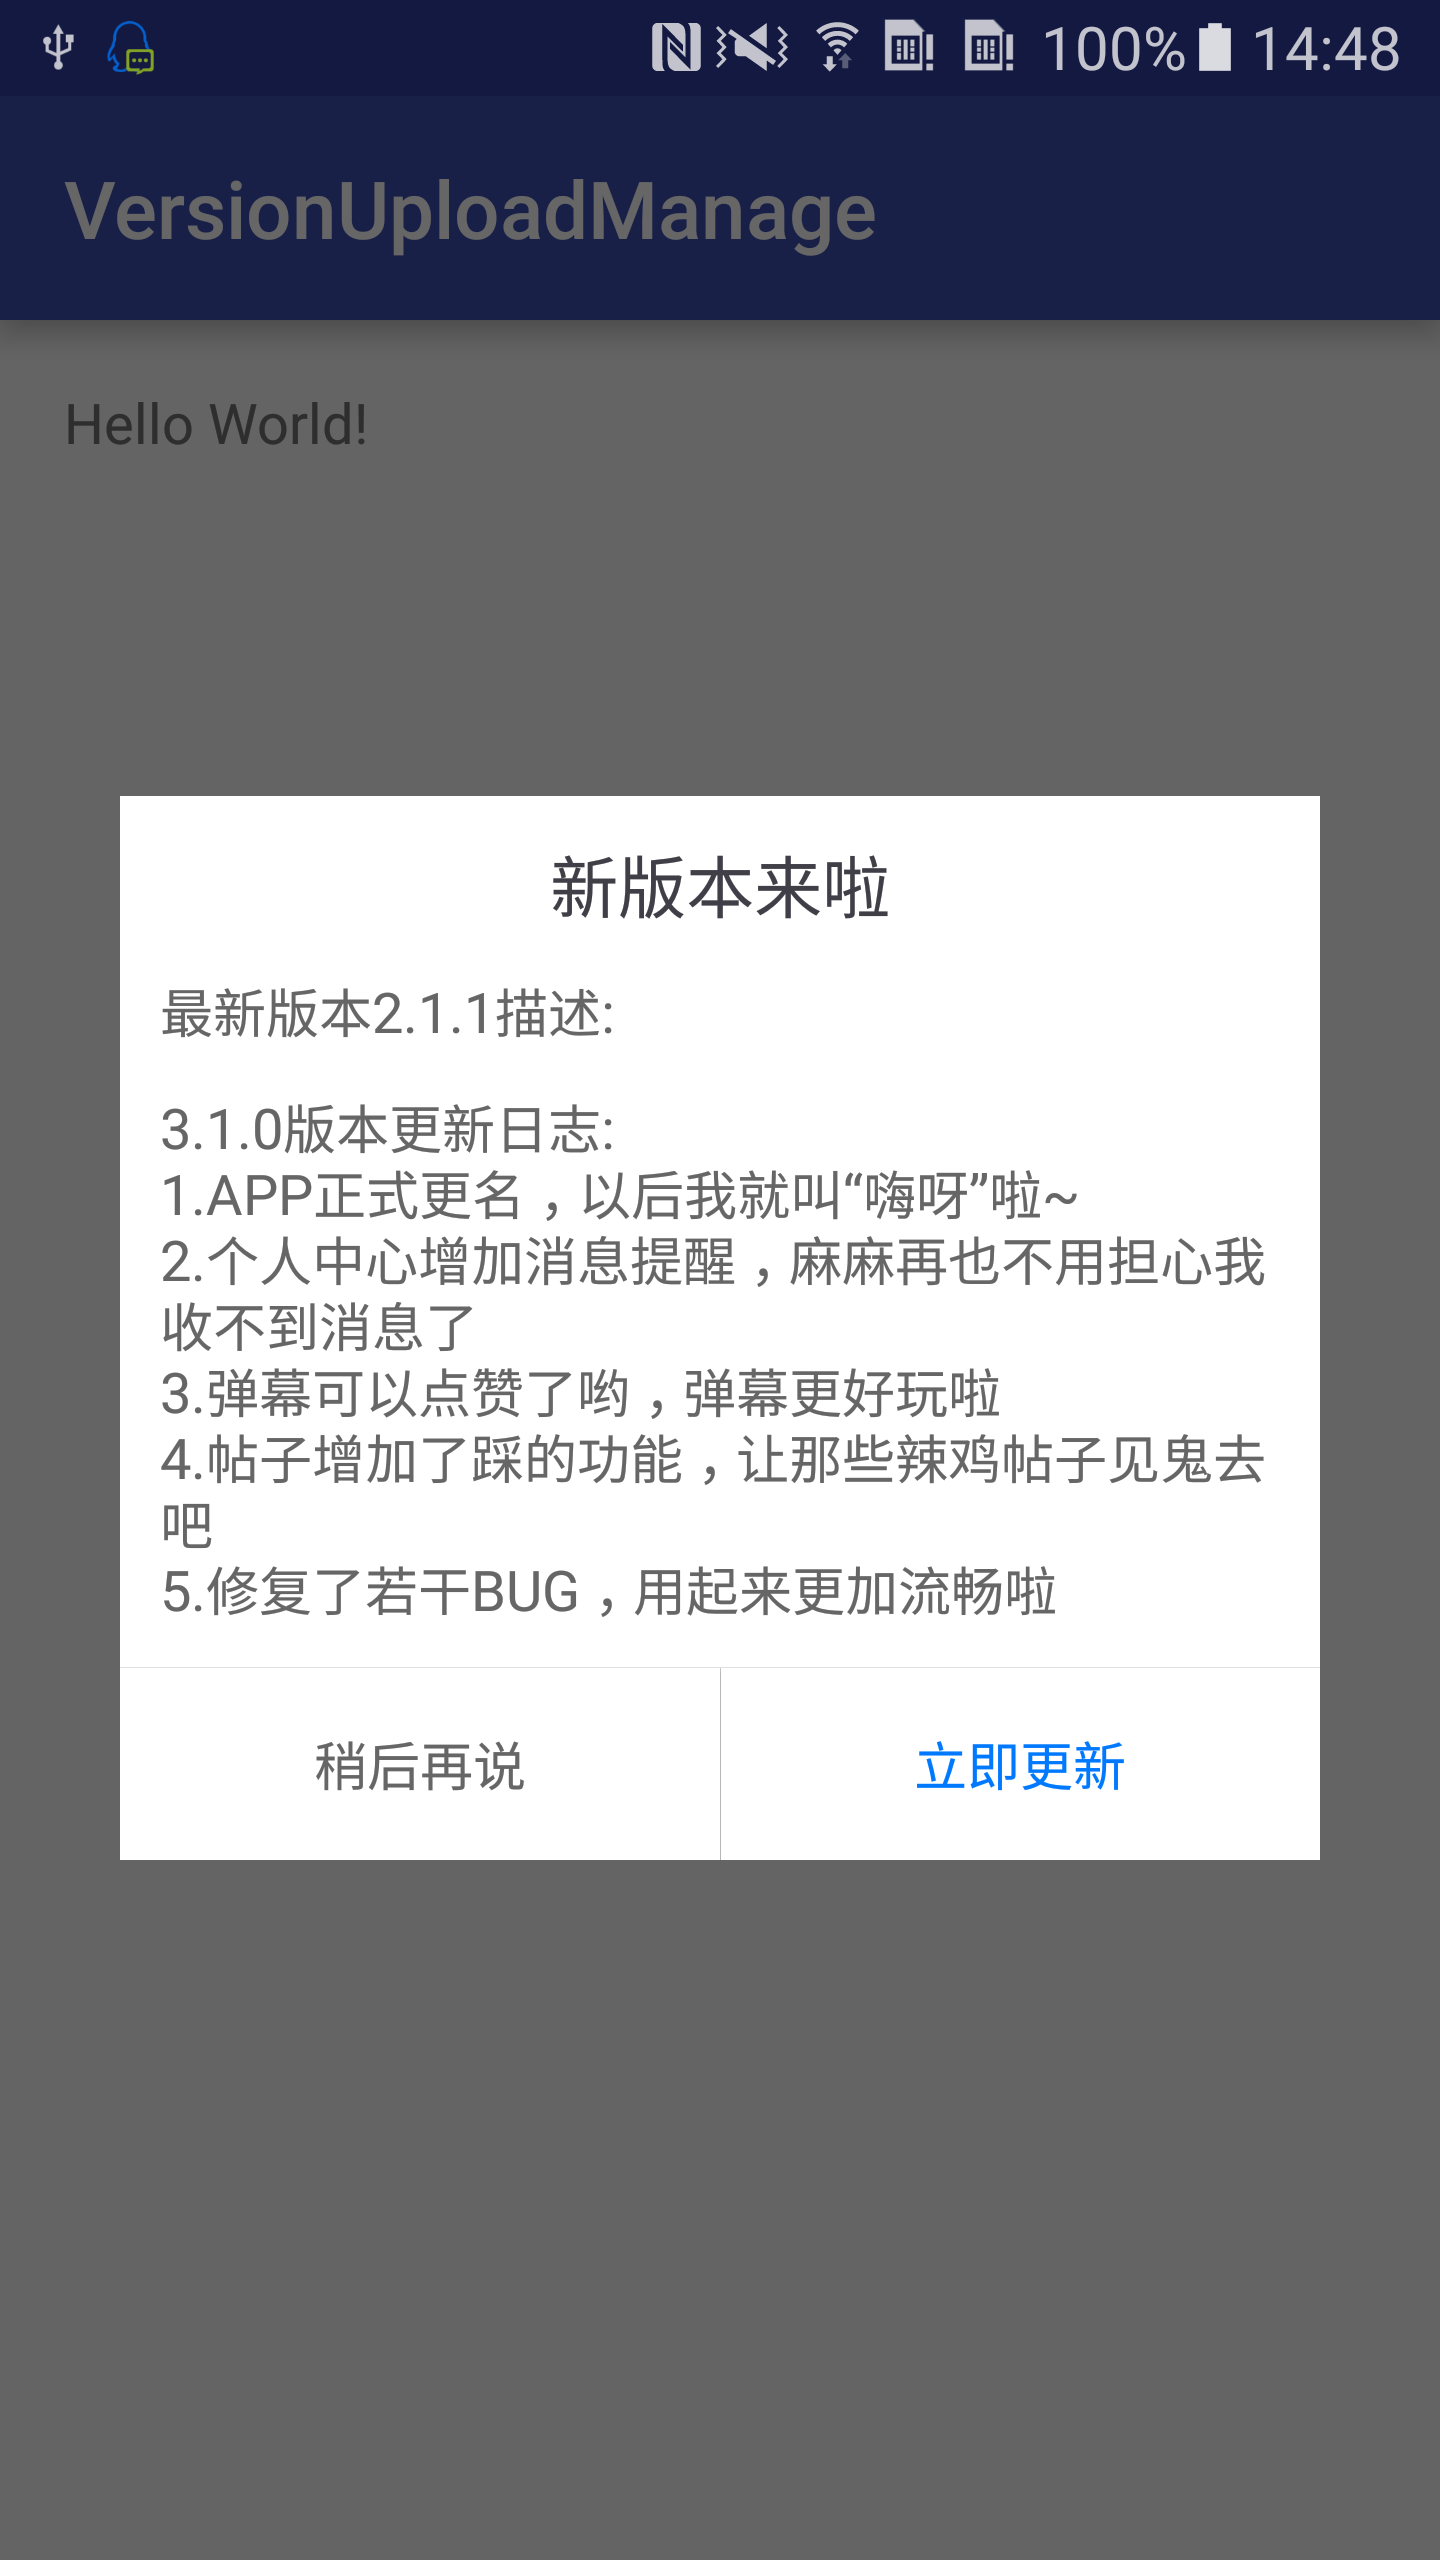 100% 14:48
VersionUploadManage
Hello World!
新版本来啦
最新版本2.1.1描述:
3.1.0版本更新日志:
1.APP正式更名，以后我就叫“嗨呀”啦~
2.个人中心增加消息提醒，麻麻再也不用担心我
收不到消息了
3.弹幕可以点赞了哟，弹幕更好玩啦
4.帖子增加了踩的功能，让那些辣鸡帖子见鬼去
吧
5.修复了若干BUG，用起来更加流畅啦
稍后再说
立即更新